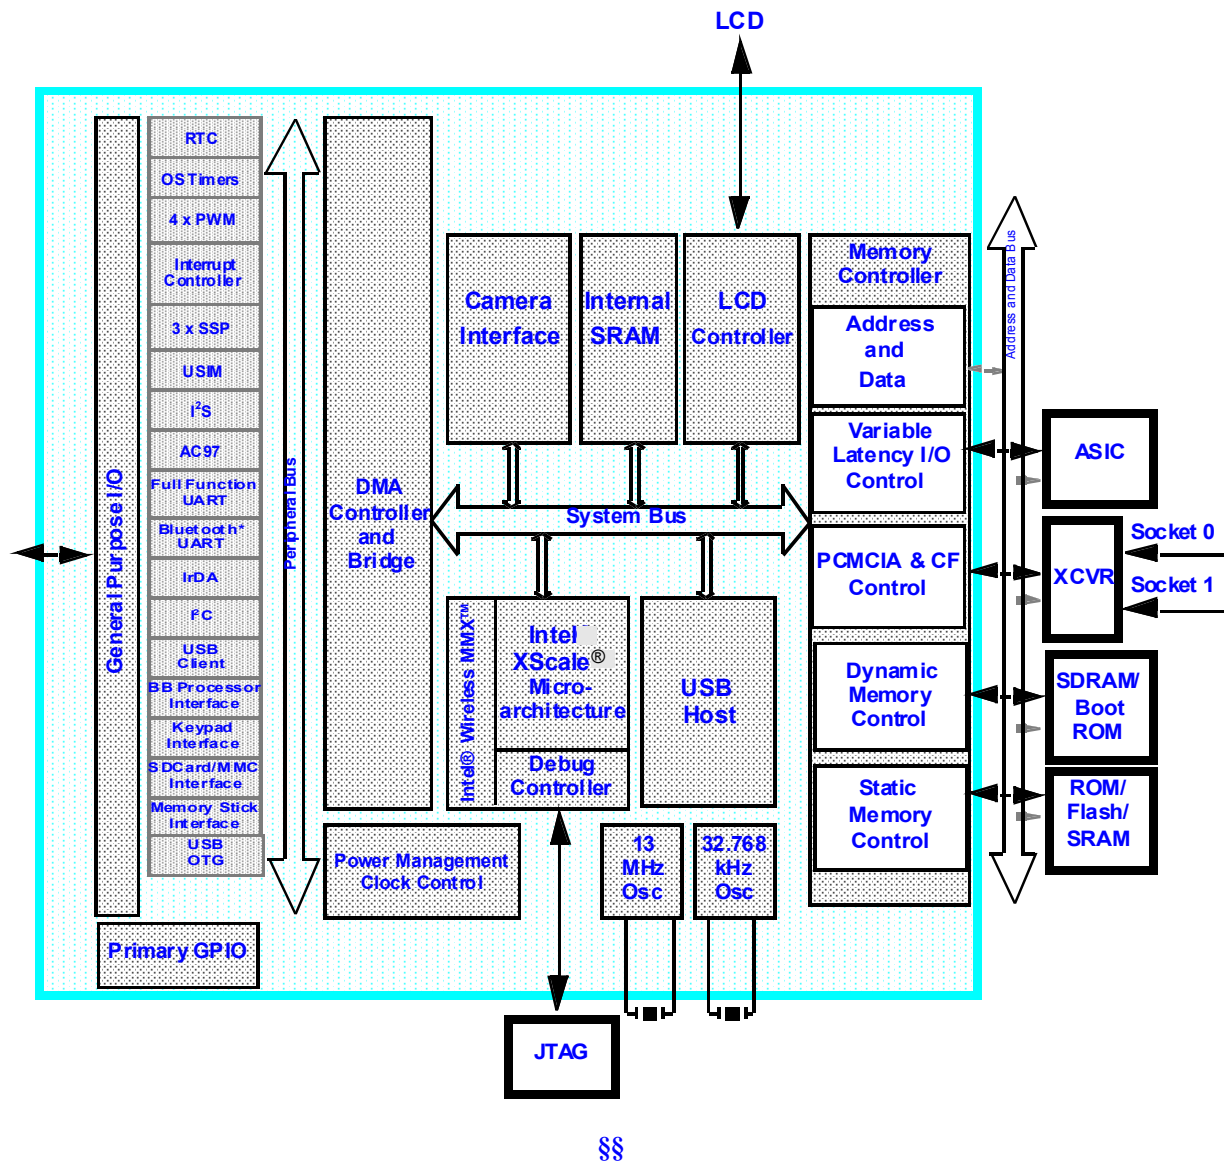 LCD
RTC
OS Timers
4 x PWM
Interrupt
Controller
3 x SSP
USIM
I²S
AC97
Full Function
UART
Bluetooth*
UART
IrDA
I²C
USB
Client
BB Processor
Interface
Keypad
Interface
SDCard/MMC
Interface
Memory Stick
Interface
USB
OTG
General Purpose I/O
Primary GPIO
Peripheral Bus
DMA
Controller
and
Bridge
Camera
Interface
Internal
SRAM
LCD
Controller
System Bus
Intel® Wireless MMX™
Intel
XScale®
Micro-
architecture
Debug
Controller
USB
Host
Power Management
Clock Control
13
MHz
Osc
32.768
kHz
Osc
JTAG
Memory
Controller
Address
and
Data
Variable
Latency I/O
Control
PCMCIA & CF
Control
Dynamic
Memory
Control
Static
Memory
Control
Address and Data Bus
ASIC
XCVR
Socket 0
Socket 1
SDRAM/
Boot
ROM
ROM/
Flash/
SRAM
§§